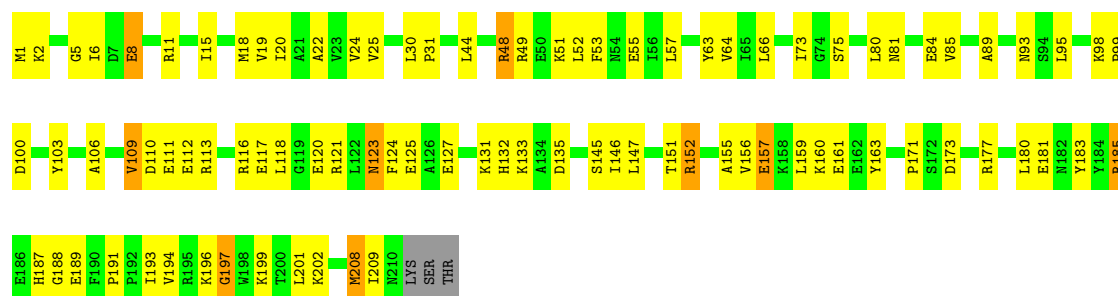 M1 K2 G5 I6 D7 E8 R11 I15 M18 V19 I20 A21 A22 V23 V24 V25 L30 P31 L44 R48 R49 E50 K51 L52 F53 N54 E55 I56 L57 Y63 V64 I65 L66 I73 G74 S75 L80 N81 E84 V85 A89 N93 S94 L95 K98
D100 Y103 A106 V109 D110 E111 E112 R113 R116 E117 L118 G119 E120 R121 L122 N123 F124 E125 A126 E127 K131 H132 K133 A134 D135 S145 I146 L147 T151 R152 A155 V156 E157 K158 L159 K160 E161 E162 Y163 P171 S172 D173 R177 L180 E181 N182 Y183 Y184
E186 H187 G188 E189 F190 P191 P192 I193 V194 R195 K196 G197 W198 K199 T200 L201 K202 M208 I209 N210 LYS SER THR